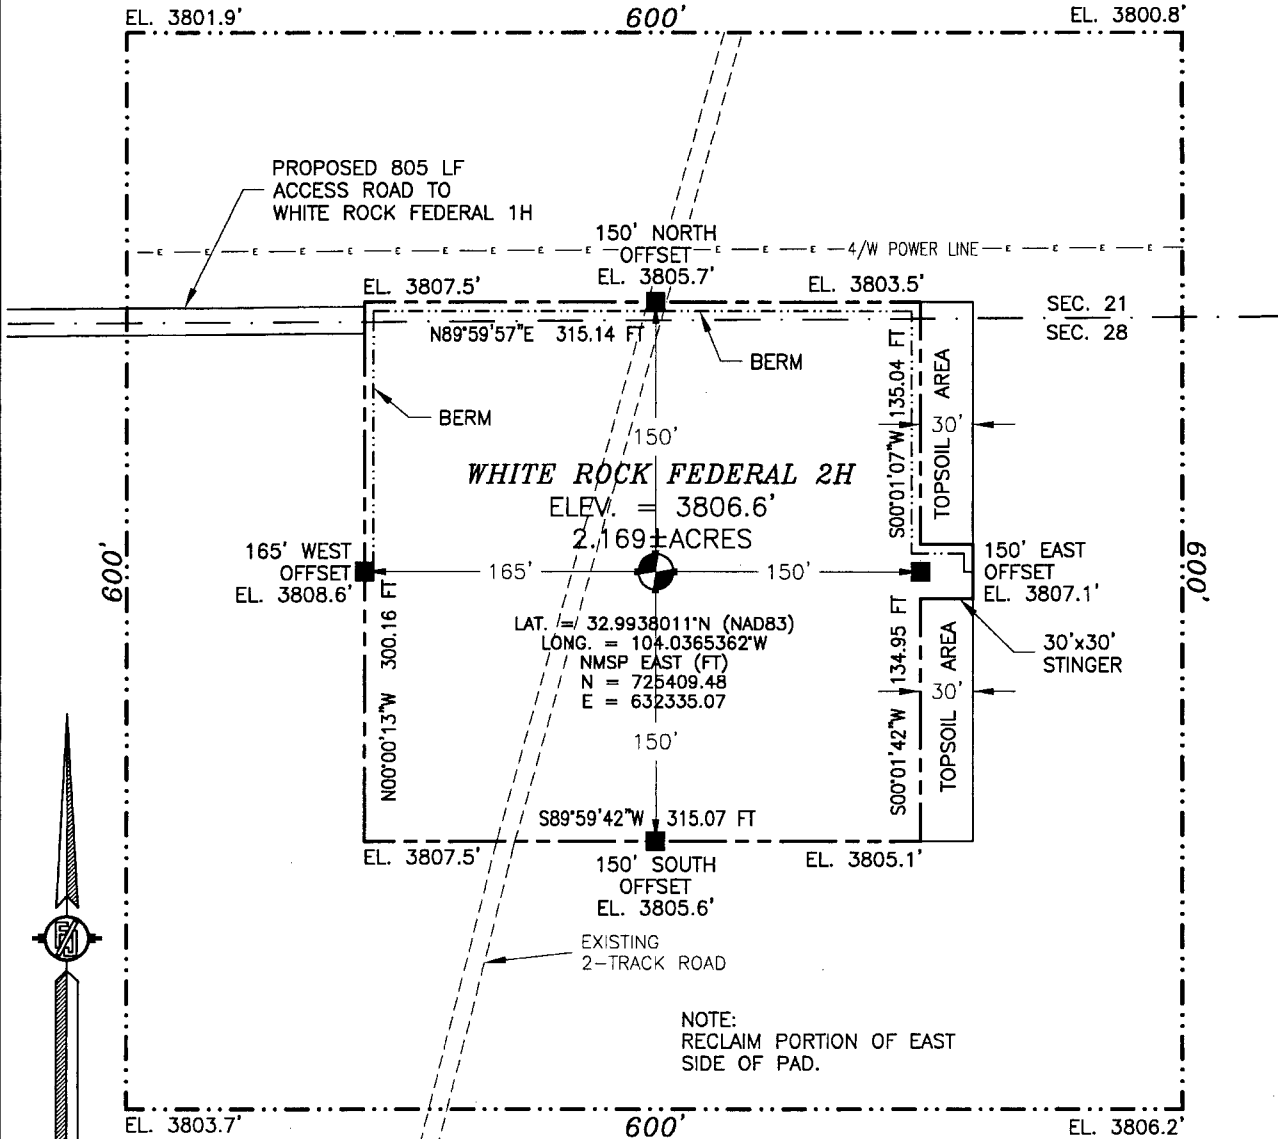 EL. 3801.9'
600'
EL. 3800.8'
PROPOSED 805 LF
ACCESS ROAD TO
WHITE ROCK FEDERAL 1H
150' NORTH
OFFSET
EL. 3805.7'
E E E E E E E E E E E 4/W POWER LINE E E E E
EL. 3807.5'
EL. 3803.5'
SEC. 21
SEC. 28
N89°59'57"E 315.14 FT
BERM
BERM
S00°01'07"W 135.04 FT
TOPSOIL AREA
30'
150'
WHITE ROCK FEDERAL 2H
ELEV. = 3806.6'
2.169±ACRES
600'
165' WEST
OFFSET
EL. 3808.6'
165'
150'
150' EAST
OFFSET
EL. 3807.1'
600'
LAT. = 32.9938011°N (NAD83)
LONG. = 104.0365362°W
NMSP EAST (FT)
N = 725409.48
E = 632335.07
30'x30'
STINGER
N00°00'13"W 300.16 FT
S00°01'42"W 134.95 FT
TOPSOIL AREA
30'
150'
S89°59'42"W 315.07 FT
EL. 3807.5'
EL. 3805.1'
150' SOUTH
OFFSET
EL. 3805.6'
EXISTING
2-TRACK ROAD
NOTE:
RECLAIM PORTION OF EAST
SIDE OF PAD.
EL. 3803.7'
600'
EL. 3806.2'